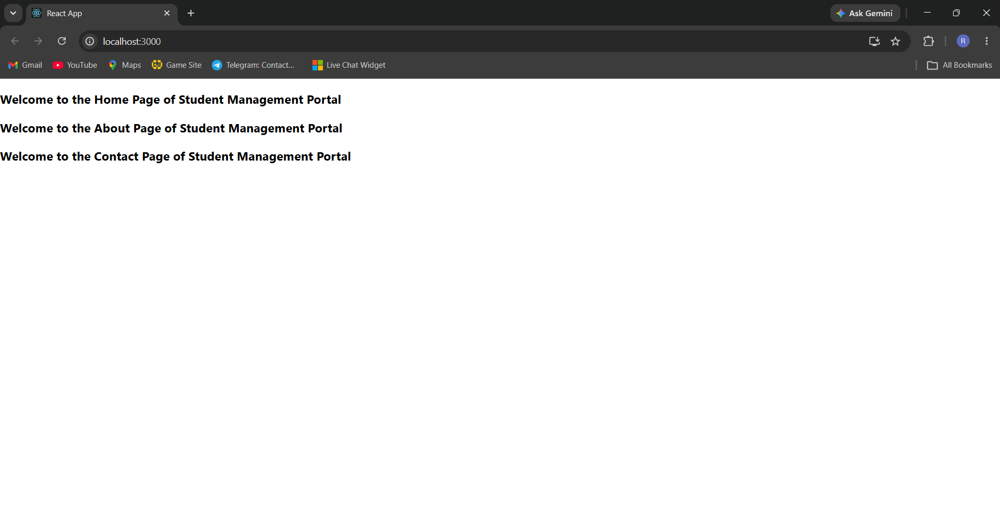 React App
Ask Gemini
localhost:3000
R
Gmail YouTube Maps Game Site Telegram: Contact... Live Chat Widget All Bookmarks
Welcome to the Home Page of Student Management Portal
Welcome to the About Page of Student Management Portal
Welcome to the Contact Page of Student Management Portal